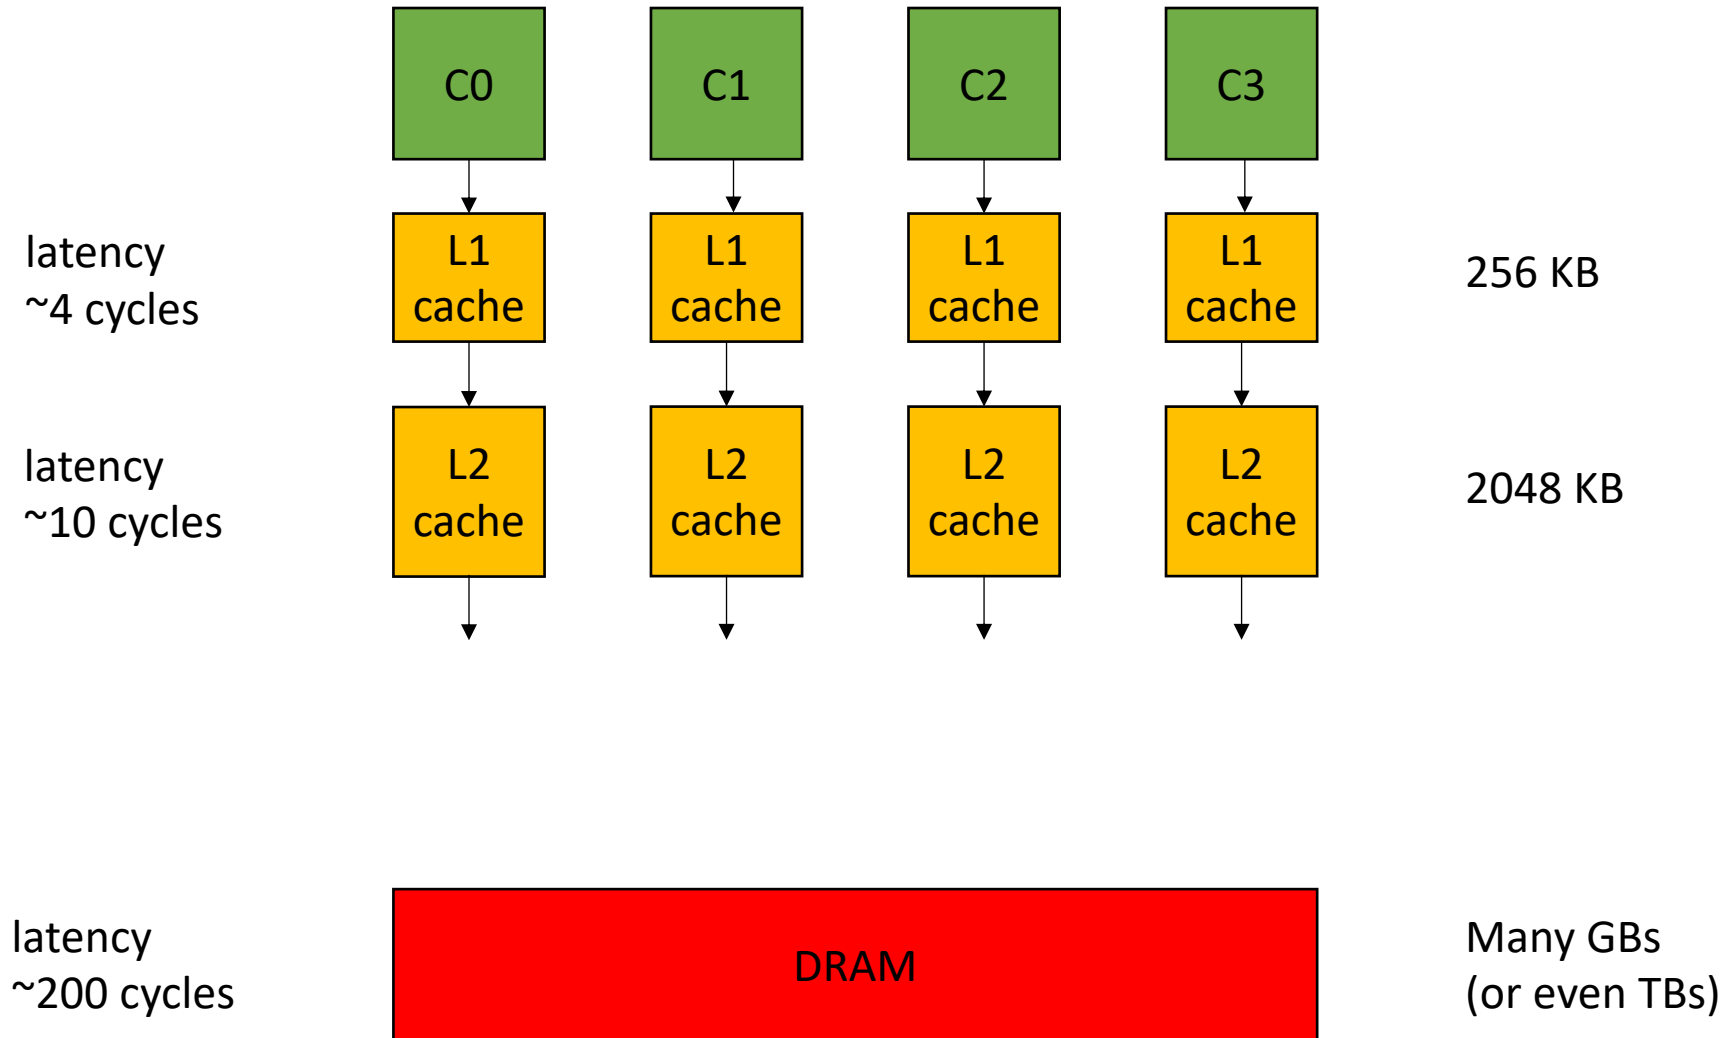 C0
C1
C2
C3
latency
~4 cycles
L1
cache
L1
cache
L1
cache
L1
cache
256 KB
latency
~10 cycles
L2
cache
L2
cache
L2
cache
L2
cache
2048 KB
latency
~200 cycles
DRAM
Many GBs
(or even TBs)